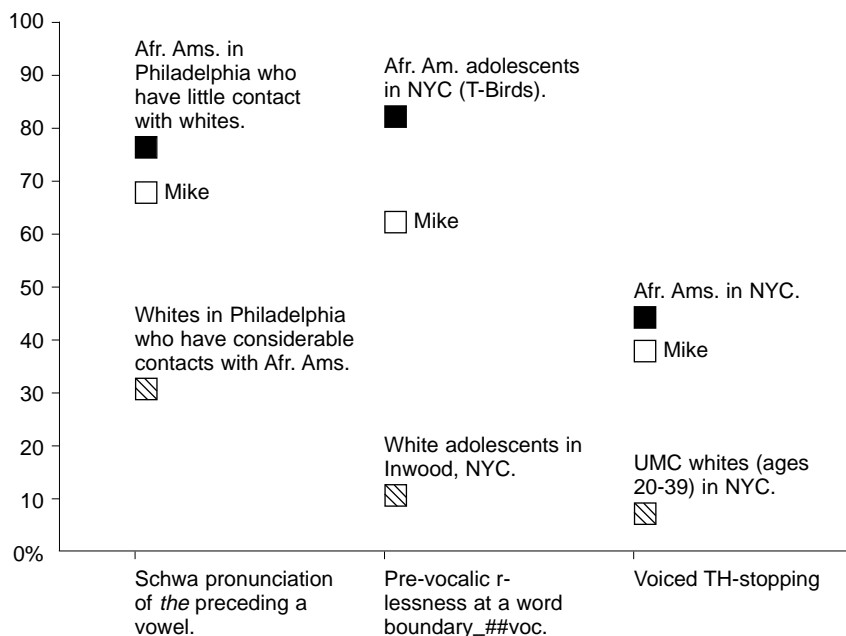 100
90
80
70
60
50
40
30
20
10
0%
Afr. Ams. in
Philadelphia who
have little contact
with whites.
Mike
Whites in Philadelphia
who have considerable
contacts with Afr. Ams.
Afr. Am. adolescents
in NYC (T-Birds).
Mike
White adolescents in
Inwood, NYC.
Afr. Ams. in NYC.
Mike
UMC whites (ages
20-39) in NYC.
Schwa pronunciation
of the preceding a
vowel.
Pre-vocalic r-
lessness at a word
boundary_##voc.
Voiced TH-stopping